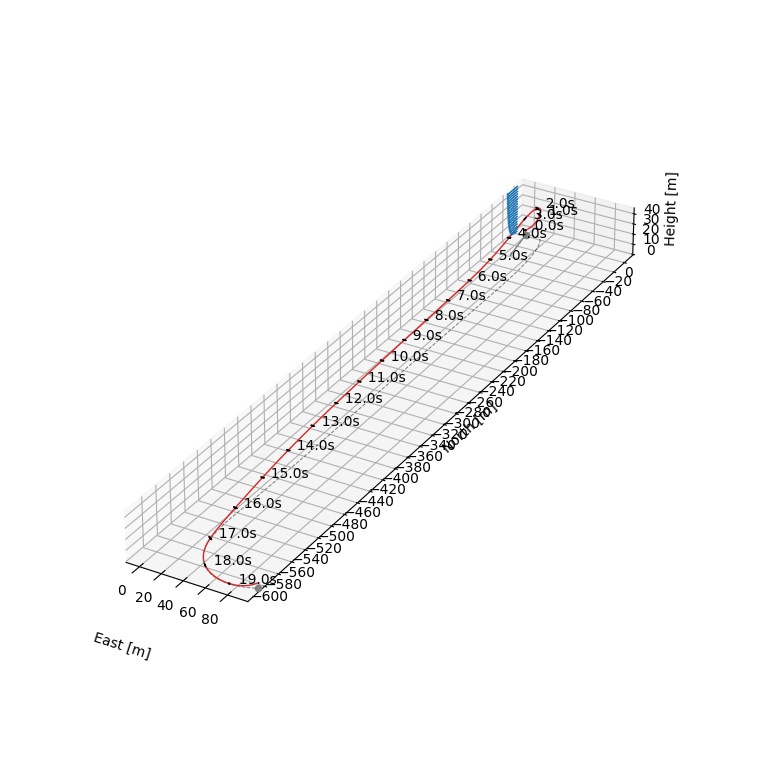 Height [m]
40
30
20
10
0
2.0s
1.0s
3.0s
0.0s
4.0s
5.0s
6.0s
7.0s
8.0s
9.0s
10.0s
11.0s
12.0s
13.0s
14.0s
15.0s
16.0s
17.0s
18.0s
19.0s
0
−20
−40
−60
−80
−100
−120
−140
−160
−180
−200
−220
−240
−260
−280
−300
−320
−340
−360
−380
−400
−420
−440
−460
−480
−500
−520
−540
−560
−580
−600
North [m]
0
20
40
60
80
East [m]